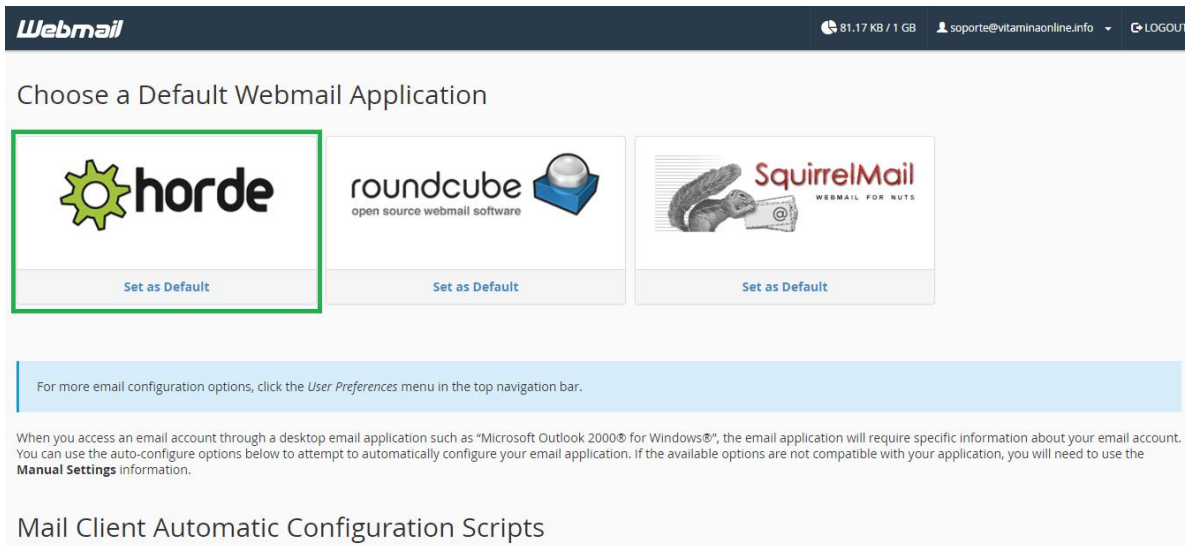 Webmail
81.17 KB / 1 GB
soporte@vitaminaonline.info
LOGOUT
Choose a Default Webmail Application
horde
roundcube
open source webmail software
SquirrelMail
WEBMAIL FOR NUTS
@
Set as Default
Set as Default
Set as Default
For more email configuration options, click the User Preferences menu in the top navigation bar.
When you access an email account through a desktop email application such as “Microsoft Outlook 2000® for Windows®”, the email application will require specific information about your email account.
You can use the auto-configure options below to attempt to automatically configure your email application. If the available options are not compatible with your application, you will need to use the
Manual Settings information.
Mail Client Automatic Configuration Scripts